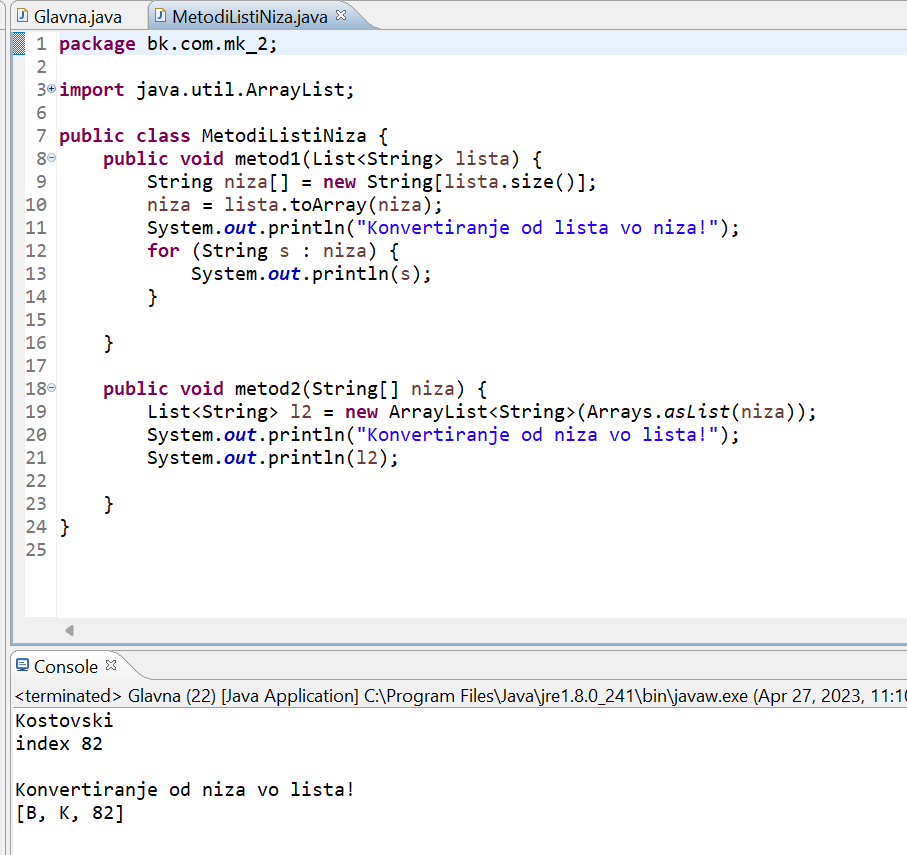 Glavna.java MetodiListiNiza.java
1 package bk.com.mk_2;
2
3 import java.util.ArrayList;
6
7 public class MetodiListiNiza {
8 public void metod1(List<String> lista) {
9 String niza[] = new String[lista.size()];
10 niza = lista.toArray(niza);
11 System.out.println("Konvertiranje od lista vo niza!");
12 for (String s : niza) {
13 System.out.println(s);
14 }
15
16 }
17
18 public void metod2(String[] niza) {
19 List<String> l2 = new ArrayList<String>(Arrays.asList(niza));
20 System.out.println("Konvertiranje od niza vo lista!");
21 System.out.println(l2);
22
23 }
24 }
25
Console
<terminated> Glavna (22) [Java Application] C:\Program Files\Java\jre1.8.0_241\bin\javaw.exe (Apr 27, 2023, 11:10
Kostovski
index 82
Konvertiranje od niza vo lista!
[B, K, 82]